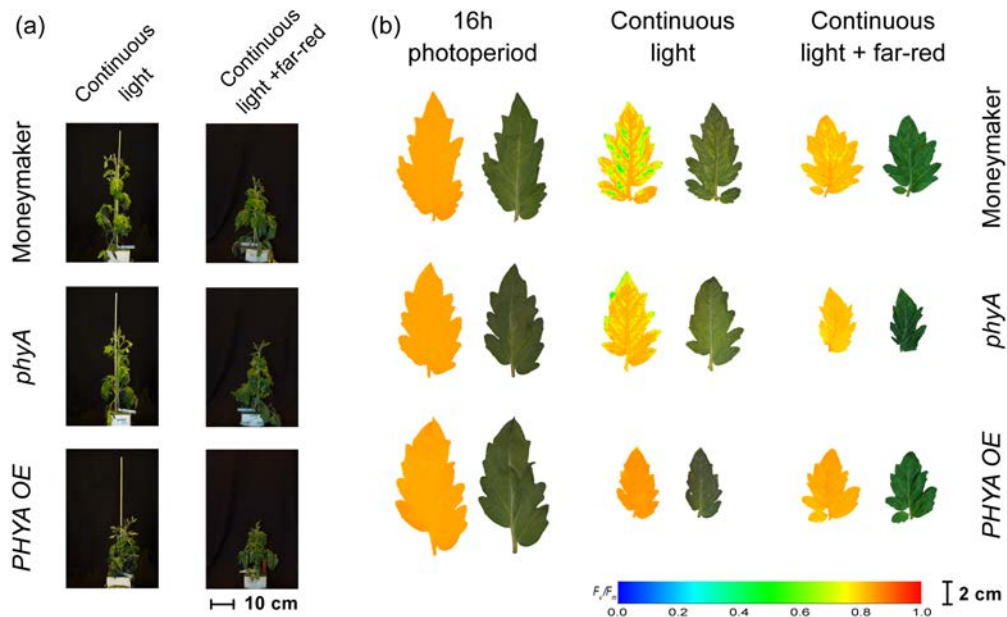 (a)
Continuous
light
Continuous
light +far-red
Moneymaker
phyA
PHYA OE
10 cm
(b)
16h
photoperiod
Continuous
light
Continuous
light + far-red
Moneymaker
phyA
PHYA OE
Fv/Fm
0.0 0.2 0.4 0.6 0.8 1.0
2 cm